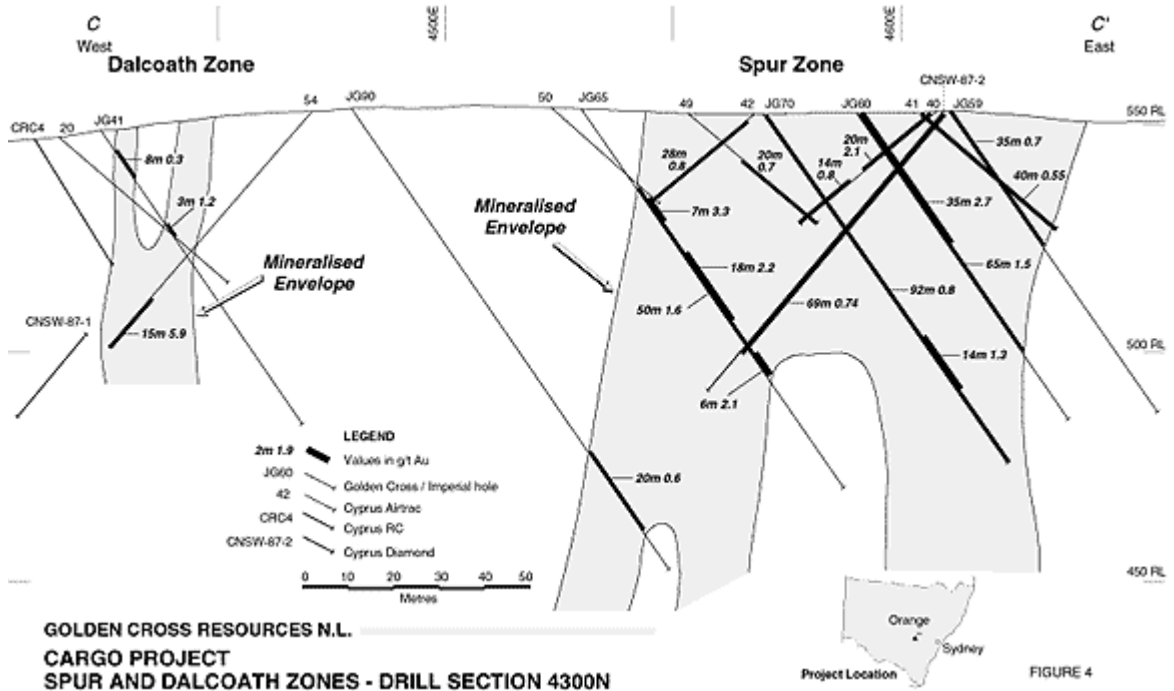 C
West
4500E
4600E
C'
East
Dalcoath Zone
Spur Zone
CNSW-87-2
CRC4
20
JG41
54
JG90
50
JG65
49
42
JG70
JG60
41
40
JG59
550 RL
8m 0.3
3m 1.2
15m 5.9
CNSW-87-1
Mineralised
Envelope
Mineralised
Envelope
28m
0.8
20m
0.7
14m
0.8
20m
2.1
35m 0.7
40m 0.55
7m 3.3
35m 2.7
18m 2.2
65m 1.5
50m 1.6
69m 0.74
92m 0.8
500 RL
14m 1.3
6m 2.1
20m 0.6
450 RL
LEGEND
2m 1.9
Values in g/t Au
JG60
Golden Cross / Imperial hole
42
Cyprus Airtrac
CRC4
Cyprus RC
CNSW-87-2
Cyprus Diamond
0 10 20 30 40 50
Metres
GOLDEN CROSS RESOURCES N.L.
CARGO PROJECT
SPUR AND DALCOATH ZONES - DRILL SECTION 4300N
Orange
Sydney
Project Location
FIGURE 4